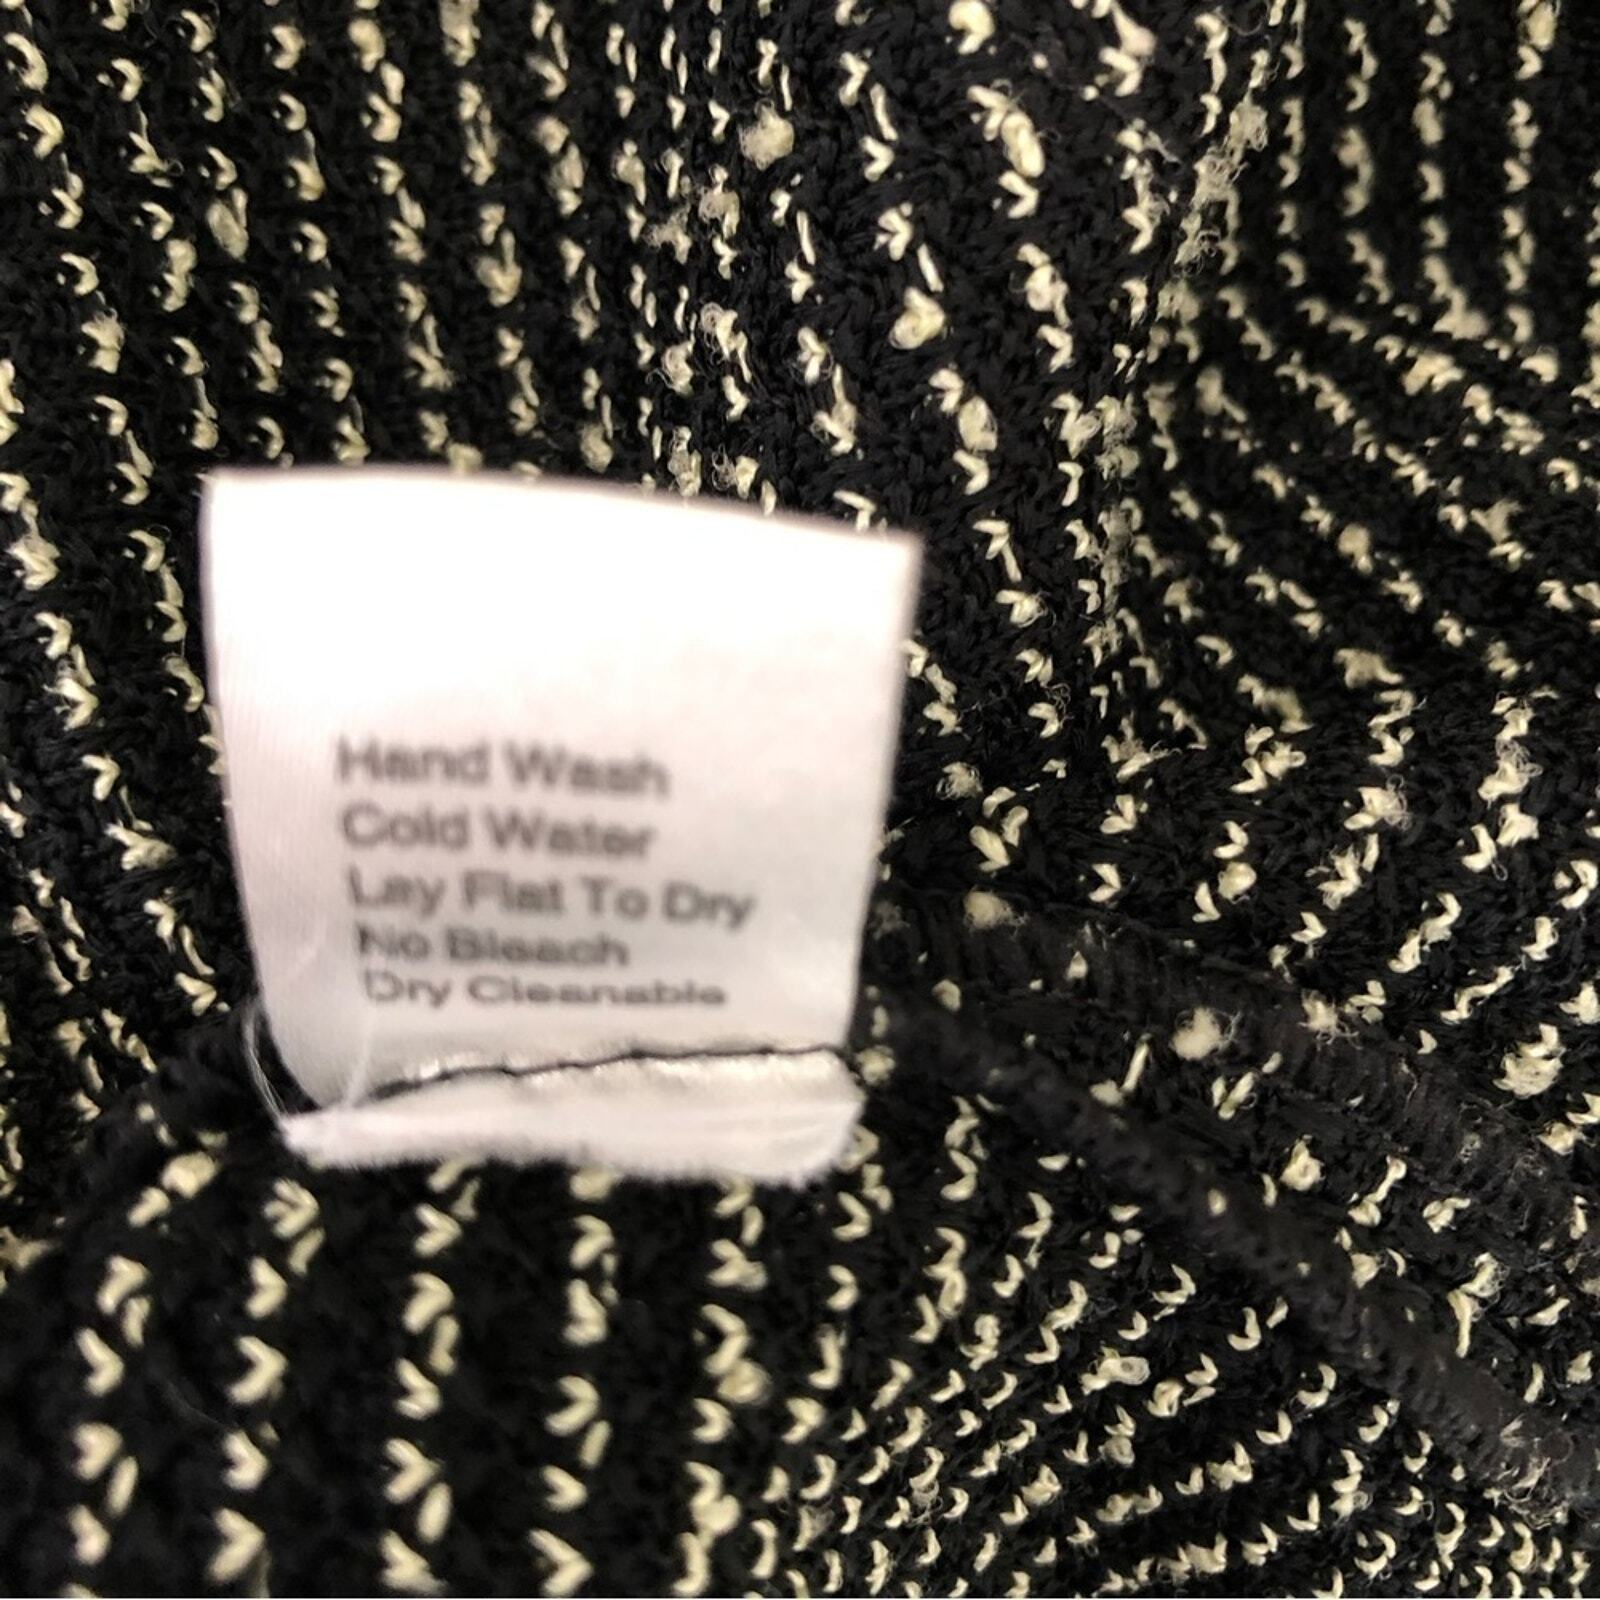 Hand Wash
Cold Water
Lay Flat To Dry
No Bleach
Dry Cleanable